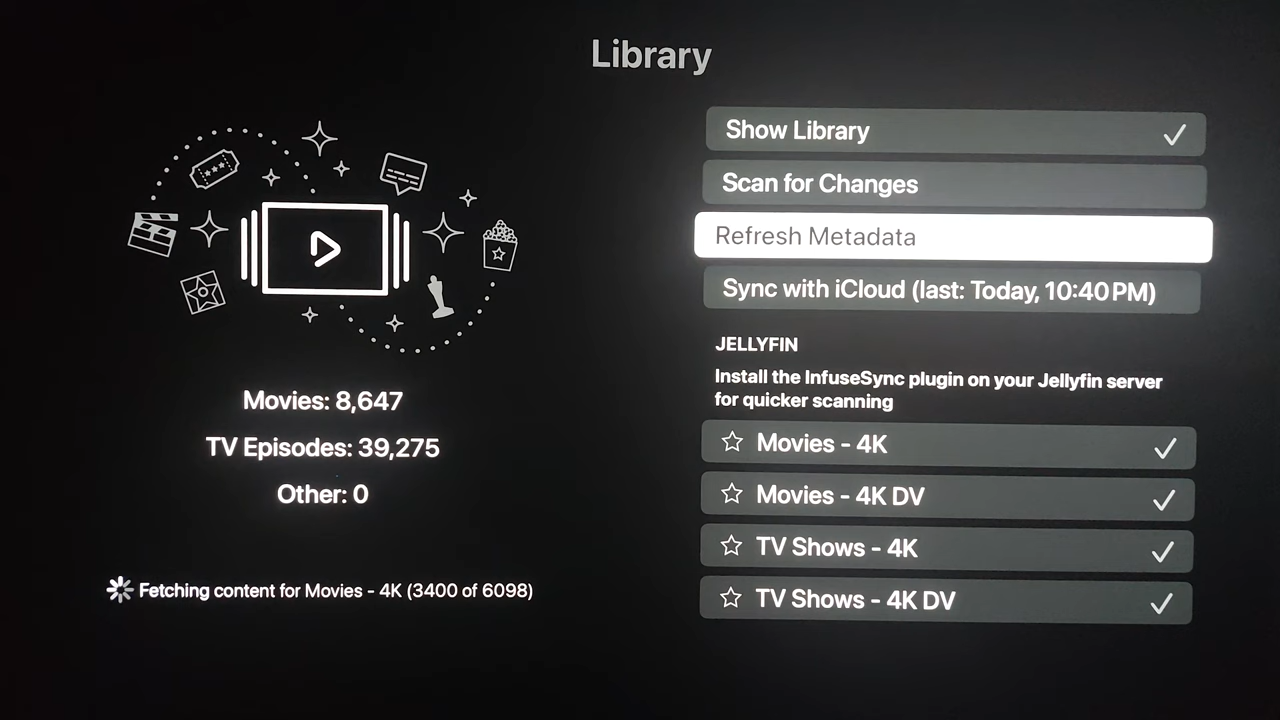 Library
Show Library
Scan for Changes
Refresh Metadata
Sync with iCloud (last: Today, 10:40 PM)
JELLYFIN
Install the InfuseSync plugin on your Jellyfin server
for quicker scanning
Movies - 4K
Movies - 4K DV
TV Shows - 4K
TV Shows - 4K DV
Movies: 8,647
TV Episodes: 39,275
Other: 0
Fetching content for Movies - 4K (3400 of 6098)